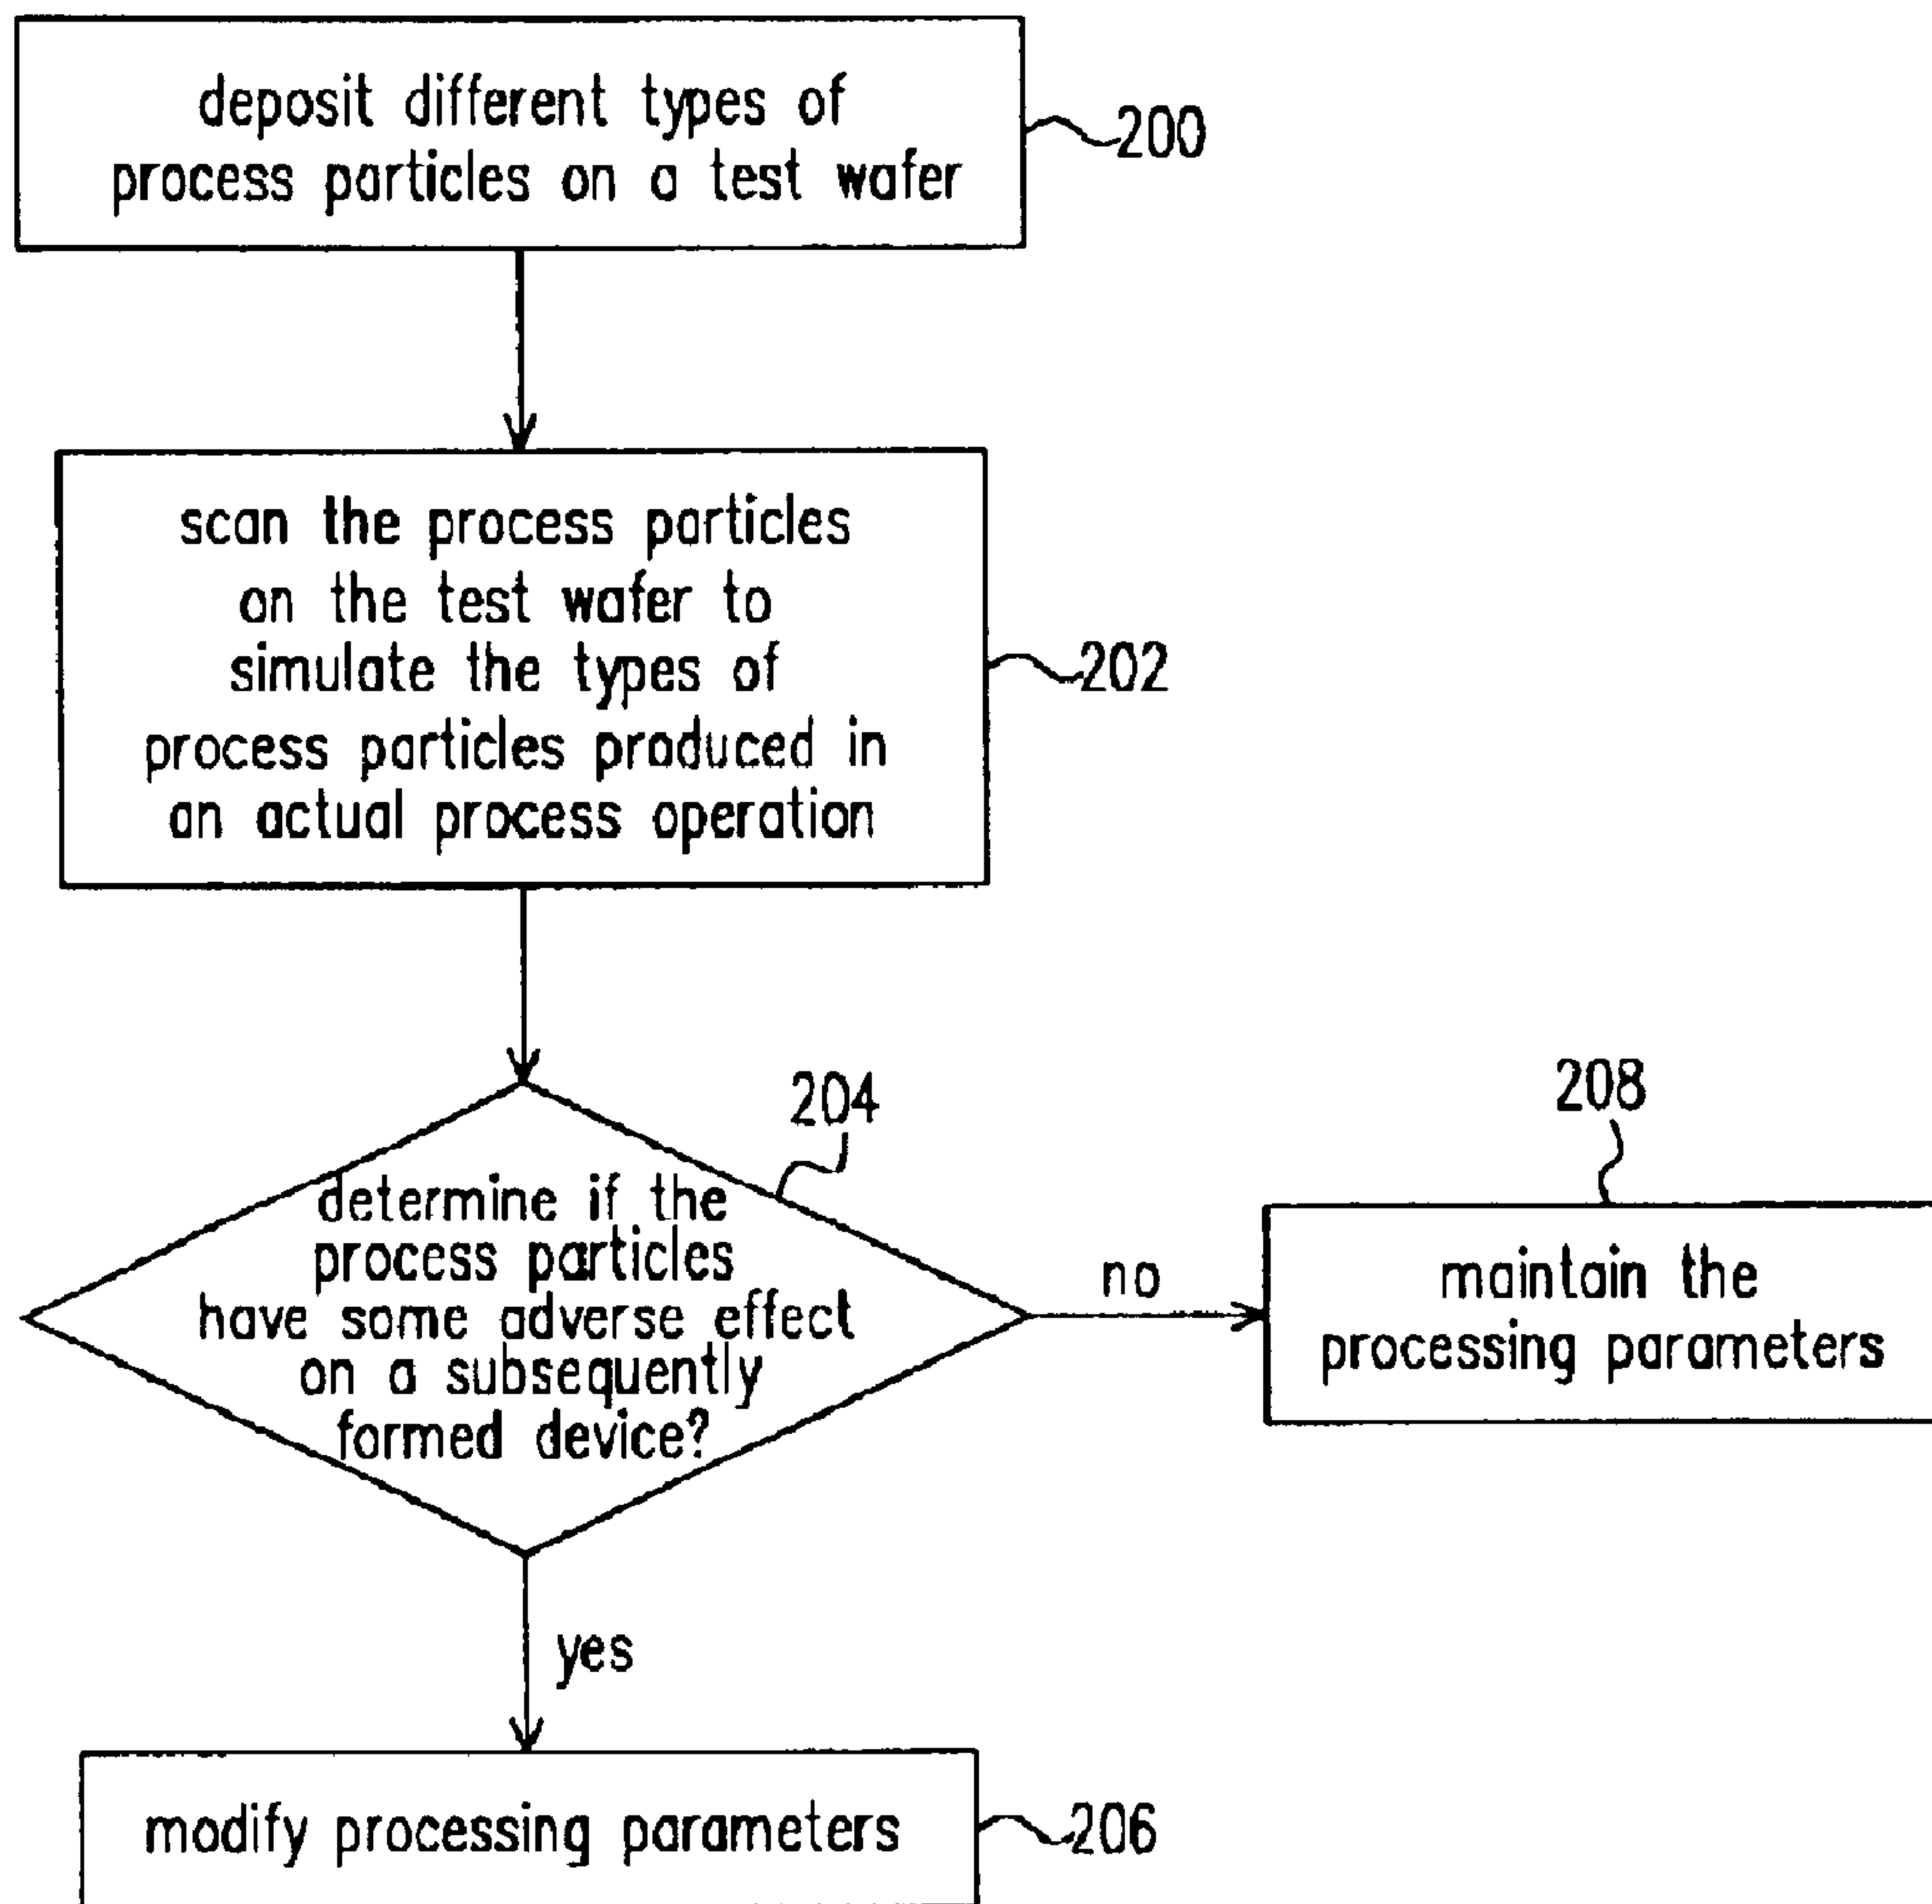 deposit different types of
process particles on a test wafer
200
scan the process particles
on the test wafer to
simulate the types of
process particles produced in
an actual process operation
202
204
determine if the
process particles
have some adverse effect
on a subsequently
formed device?
no
208
maintain the
processing parameters
yes
modify processing parameters
206